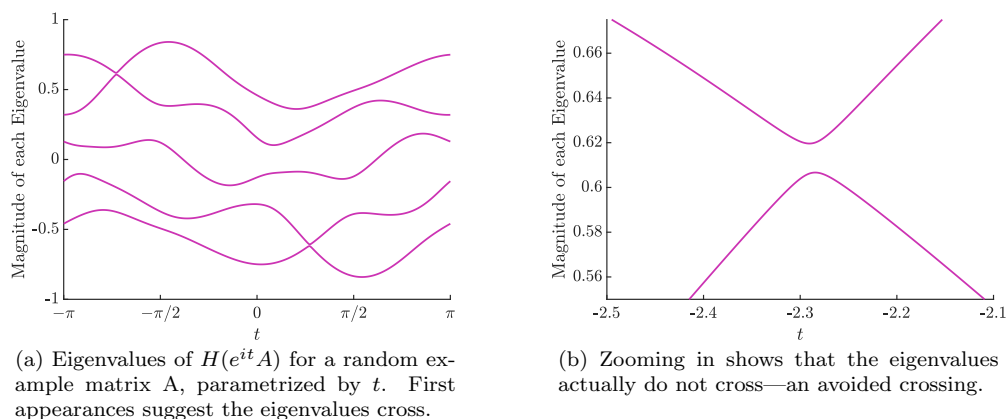 1
0.5
0
-0.5
-1
Magnitude of each Eigenvalue
−π
−π/2
0
π/2
π
t
(a) Eigenvalues of H(e^{it}A) for a random ex-
ample matrix A, parametrized by t. First
appearances suggest the eigenvalues cross.
0.66
0.64
0.62
0.6
0.58
0.56
Magnitude of each Eigenvalue
-2.5
-2.4
-2.3
-2.2
-2.1
t
(b) Zooming in shows that the eigenvalues
actually do not cross—an avoided crossing.